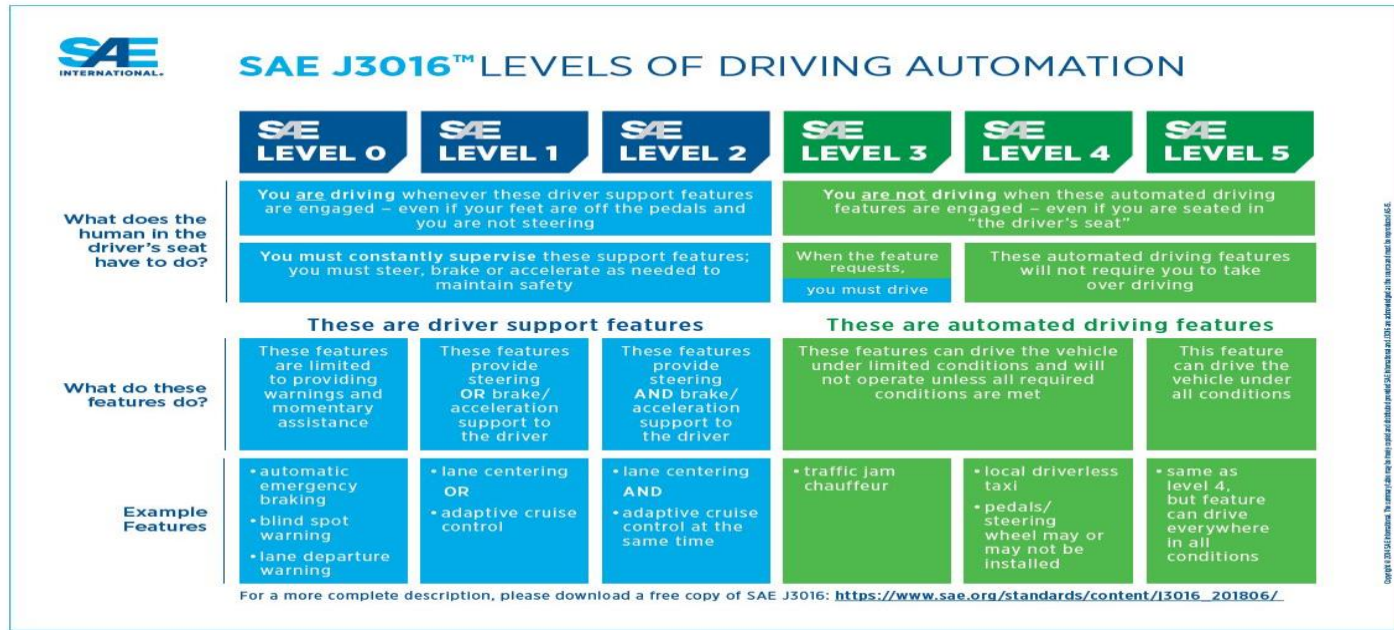 SAE
INTERNATIONAL®
SAE J3016™ LEVELS OF DRIVING AUTOMATION
SAE
LEVEL 0
SAE
LEVEL 1
SAE
LEVEL 2
SAE
LEVEL 3
SAE
LEVEL 4
SAE
LEVEL 5
What does the
human in the
driver's seat
have to do?
You are driving whenever these driver support features
are engaged – even if your feet are off the pedals and
you are not steering
You are not driving when these automated driving
features are engaged – even if you are seated in
"the driver's seat"
You must constantly supervise these support features;
you must steer, brake or accelerate as needed to
maintain safety
When the feature
requests,
you must drive
These automated driving features
will not require you to take
over driving
These are driver support features
These are automated driving features
What do these
features do?
These features
are limited
to providing
warnings and
momentary
assistance
These features
provide
steering
OR brake/
acceleration
support to
the driver
These features
provide
steering
AND brake/
acceleration
support to
the driver
These features can drive the vehicle
under limited conditions and will
not operate unless all required
conditions are met
This feature
can drive the
vehicle under
all conditions
Example
Features
• automatic
emergency
braking
• blind spot
warning
• lane departure
warning
• lane centering
OR
• adaptive cruise
control
• lane centering
AND
• adaptive cruise
control at the
same time
• traffic jam
chauffeur
• local driverless
taxi
• pedals/
steering
wheel may or
may not be
installed
• same as
level 4,
but feature
can drive
everywhere
in all
conditions
For a more complete description, please download a free copy of SAE J3016: https://www.sae.org/standards/content/j3016_201806/